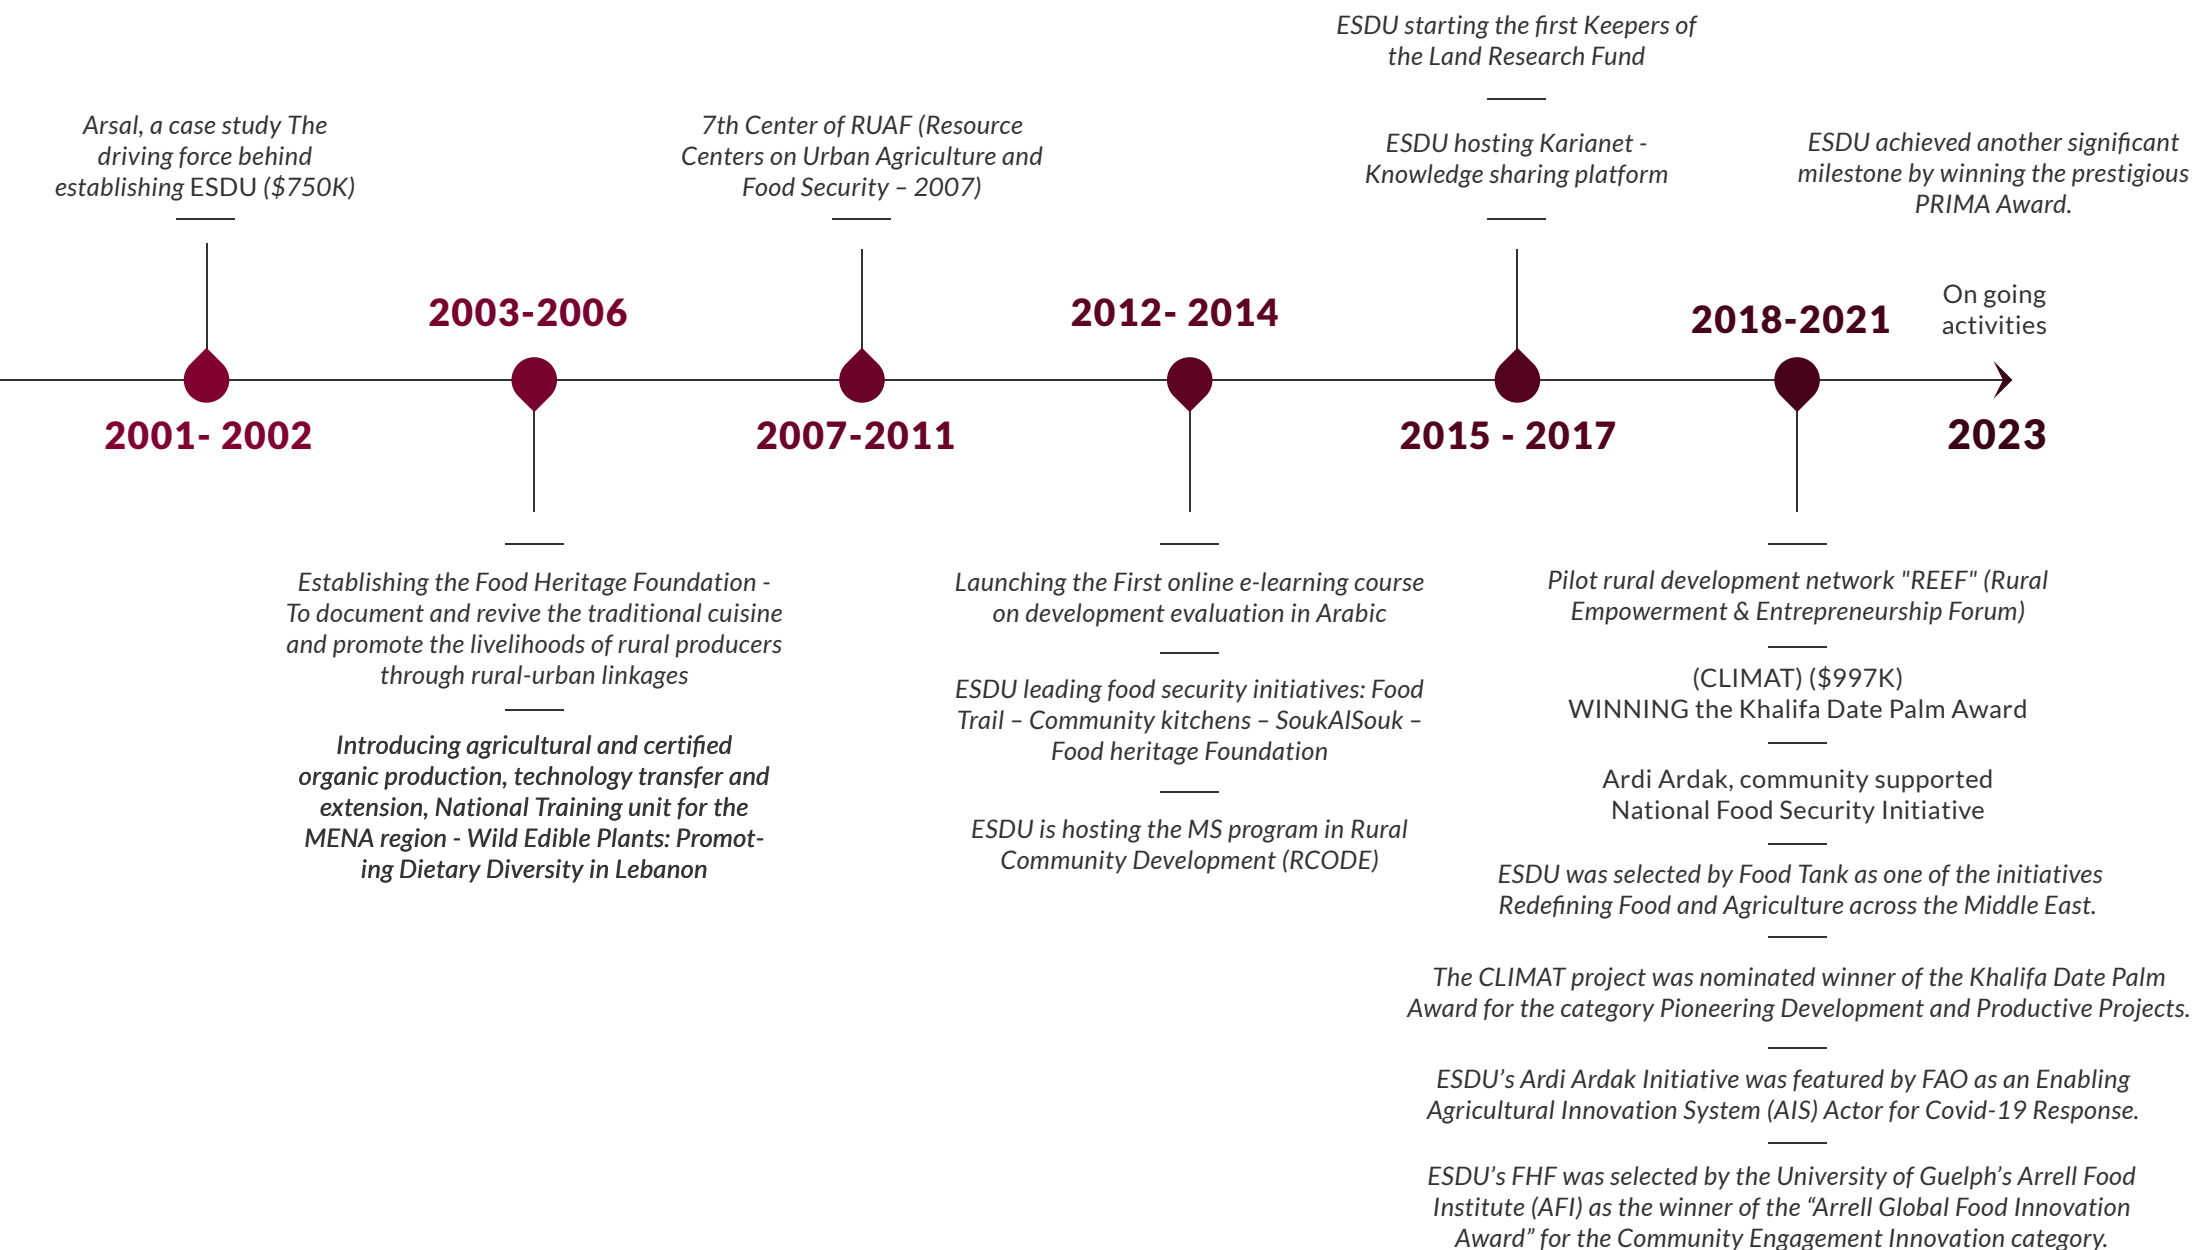 Arsal, a case study The
driving force behind
establishing ESDU ($750K)
2001- 2002
2003-2006
Establishing the Food Heritage Foundation -
To document and revive the traditional cuisine
and promote the livelihoods of rural producers
through rural-urban linkages
Introducing agricultural and certified
organic production, technology transfer and
extension, National Training unit for the
MENA region - Wild Edible Plants: Promot-
ing Dietary Diversity in Lebanon
7th Center of RUAF (Resource
Centers on Urban Agriculture and
Food Security – 2007)
2007-2011
2012- 2014
Launching the First online e-learning course
on development evaluation in Arabic
ESDU leading food security initiatives: Food
Trail – Community kitchens – SoukAlSouk –
Food heritage Foundation
ESDU is hosting the MS program in Rural
Community Development (RCODE)
ESDU starting the first Keepers of
the Land Research Fund
ESDU hosting Karianet -
Knowledge sharing platform
2015 - 2017
2018-2021
Pilot rural development network "REEF" (Rural
Empowerment & Entrepreneurship Forum)
(CLIMAT) ($997K)
WINNING the Khalifa Date Palm Award
Ardi Ardak, community supported
National Food Security Initiative
ESDU was selected by Food Tank as one of the initiatives
Redefining Food and Agriculture across the Middle East.
The CLIMAT project was nominated winner of the Khalifa Date Palm
Award for the category Pioneering Development and Productive Projects.
ESDU’s Ardi Ardak Initiative was featured by FAO as an Enabling
Agricultural Innovation System (AIS) Actor for Covid-19 Response.
ESDU’s FHF was selected by the University of Guelph’s Arrell Food
Institute (AFI) as the winner of the “Arrell Global Food Innovation
Award” for the Community Engagement Innovation category.
ESDU achieved another significant
milestone by winning the prestigious
PRIMA Award.
On going
activities
2023